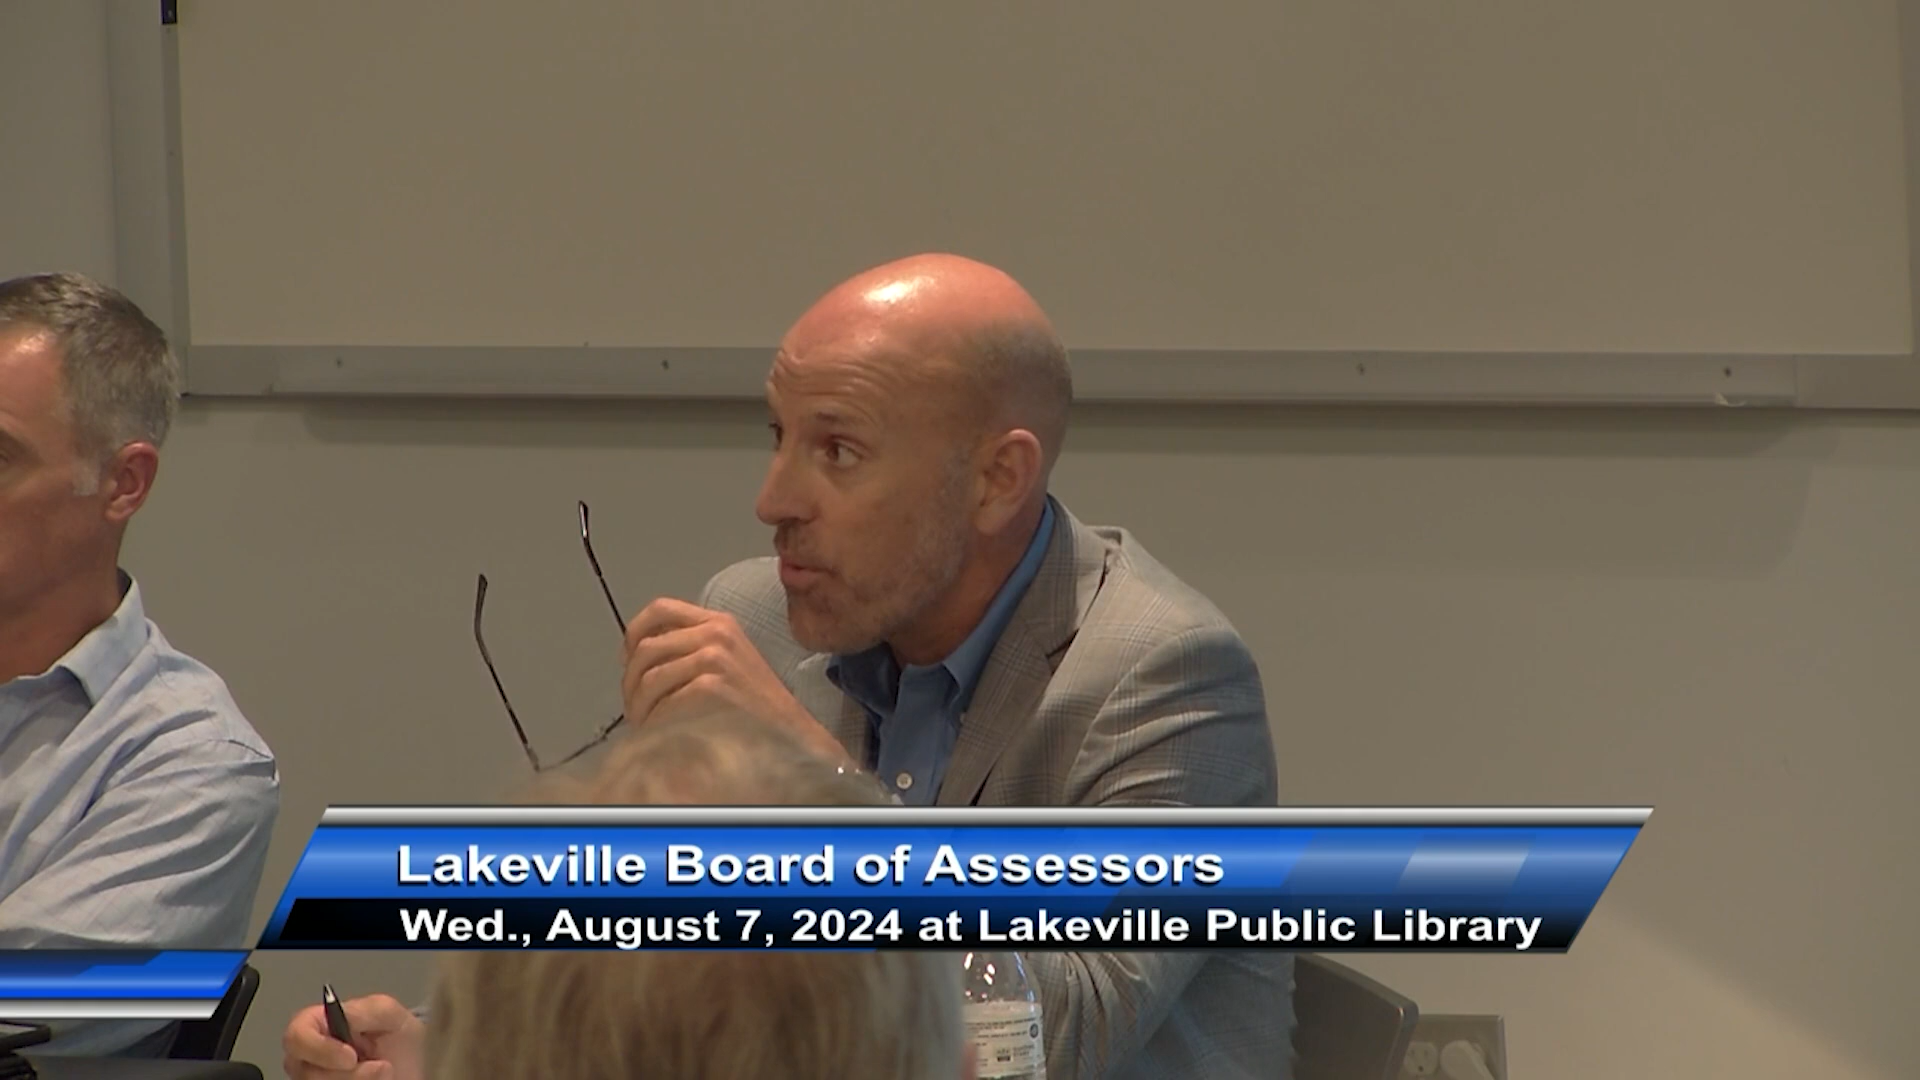 Lakeville Board of Assessors
Wed., August 7, 2024 at Lakeville Public Library